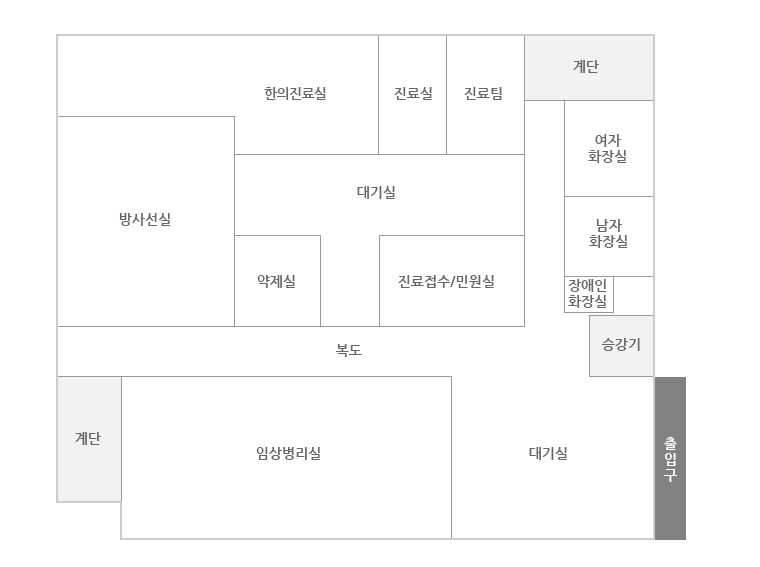 계단
한의진료실
진료실
진료팀
여자
화장실
대기실
방사선실
남자
화장실
약제실
진료접수/민원실
장애인
화장실
승강기
복도
계단
임상병리실
대기실
출입구